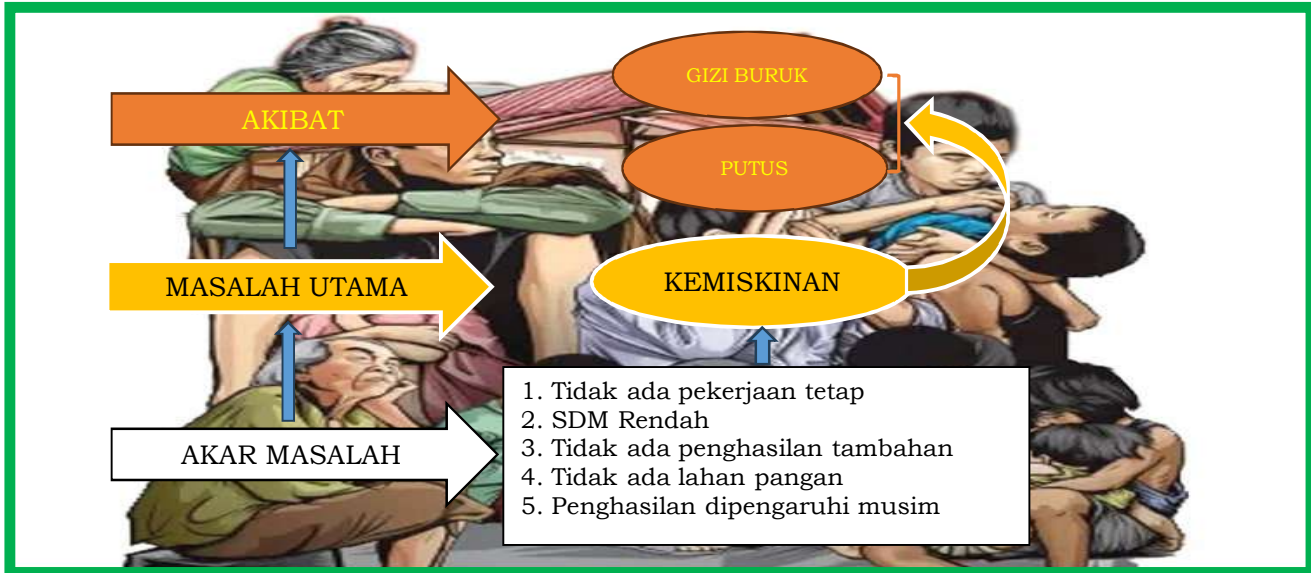 GIZI BURUK
AKIBAT
PUTUS
MASALAH UTAMA
KEMISKINAN
AKAR MASALAH
1. Tidak ada pekerjaan tetap
2. SDM Rendah
3. Tidak ada penghasilan tambahan
4. Tidak ada lahan pangan
5. Penghasilan dipengaruhi musim